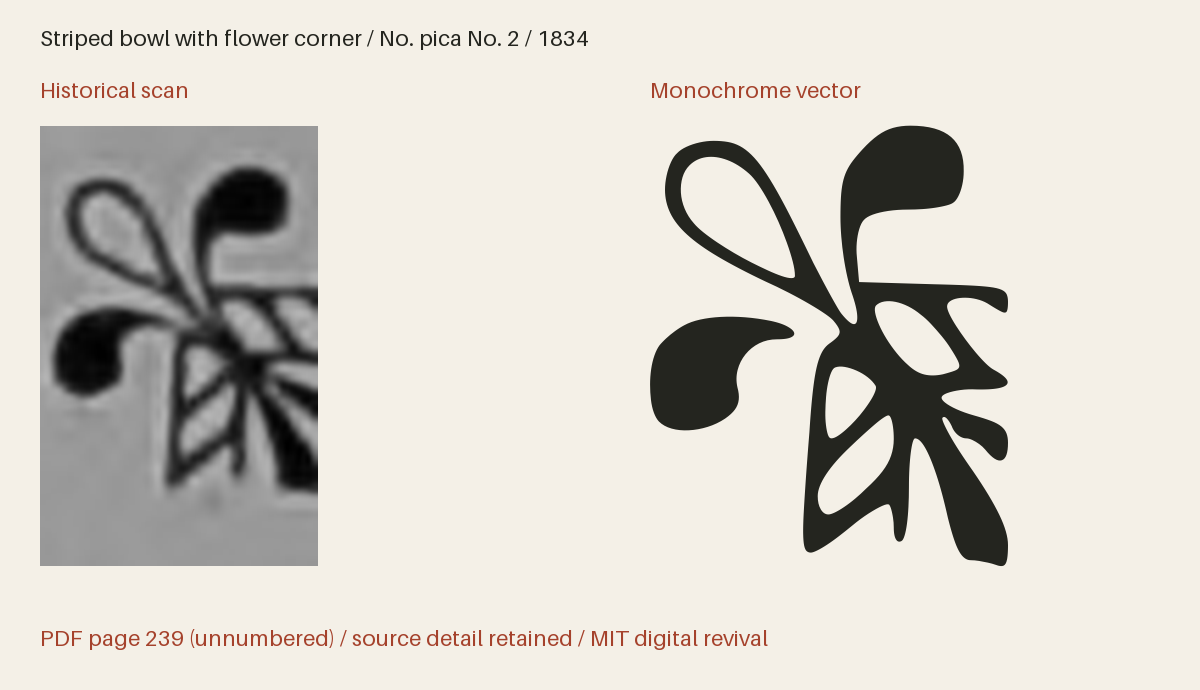 Striped bowl with flower corner / No. pica No. 2 / 1834
Historical scan
Monochrome vector
PDF page 239 (unnumbered) / source detail retained / MIT digital revival